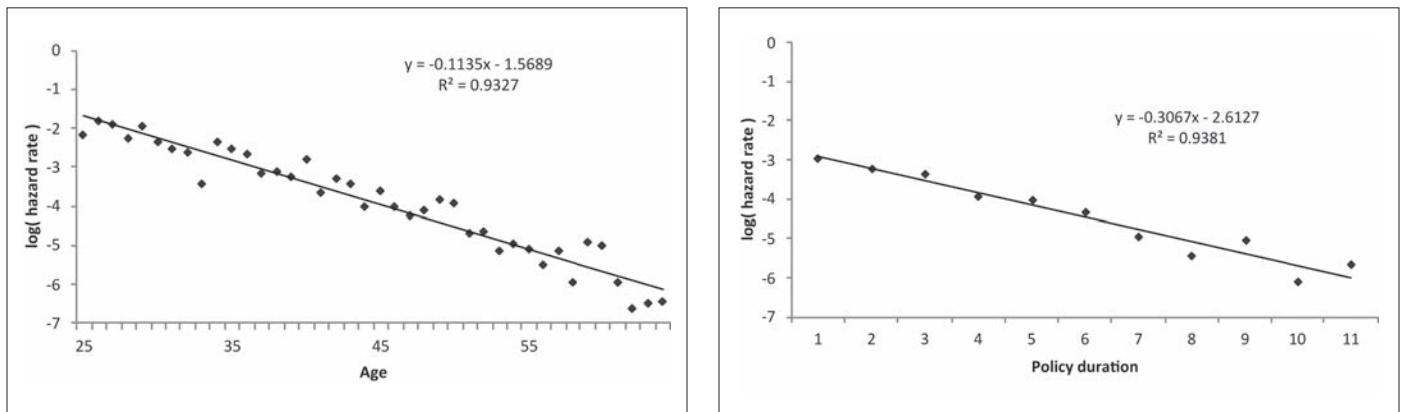 0
-1
-2
-3
-4
-5
-6
-7
log( hazard rate )
y = -0.1135x - 1.5689
R² = 0.9327
25 35 45 55
Age
0
-1
-2
-3
-4
-5
-6
-7
log( hazard rate )
y = -0.3067x - 2.6127
R² = 0.9381
1 2 3 4 5 6 7 8 9 10 11
Policy duration